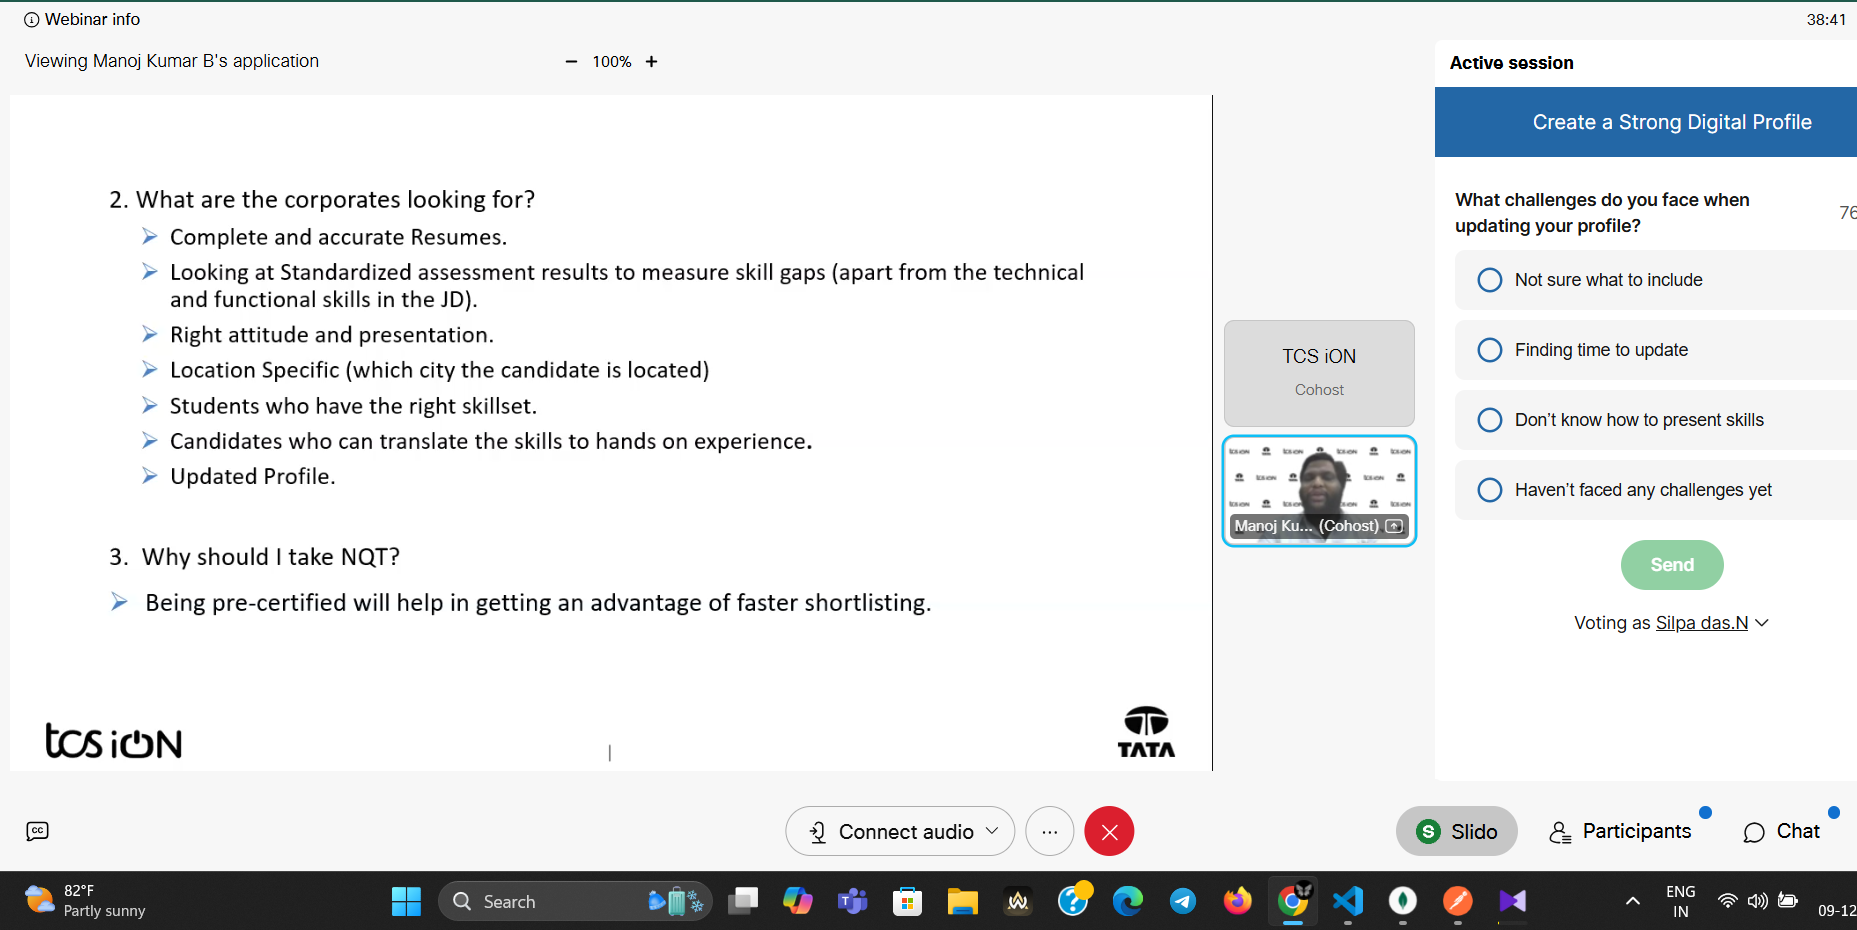 Webinar info
38:41
Viewing Manoj Kumar B's application
− 100% +
Active session
Create a Strong Digital Profile
2. What are the corporates looking for?
Complete and accurate Resumes.
Looking at Standardized assessment results to measure skill gaps (apart from the technical
and functional skills in the JD).
Right attitude and presentation.
Location Specific (which city the candidate is located)
Students who have the right skillset.
Candidates who can translate the skills to hands on experience.
Updated Profile.
3. Why should I take NQT?
Being pre-certified will help in getting an advantage of faster shortlisting.
tcs iON
TATA
TCS iON
Cohost
Manoj Ku... (Cohost)
What challenges do you face when
updating your profile?
76
Not sure what to include
Finding time to update
Don't know how to present skills
Haven't faced any challenges yet
Send
Voting as Silpa das.N
CC
Connect audio
...
S Slido
Participants
Chat
82°F
Partly sunny
Search
ENG
IN
09-12